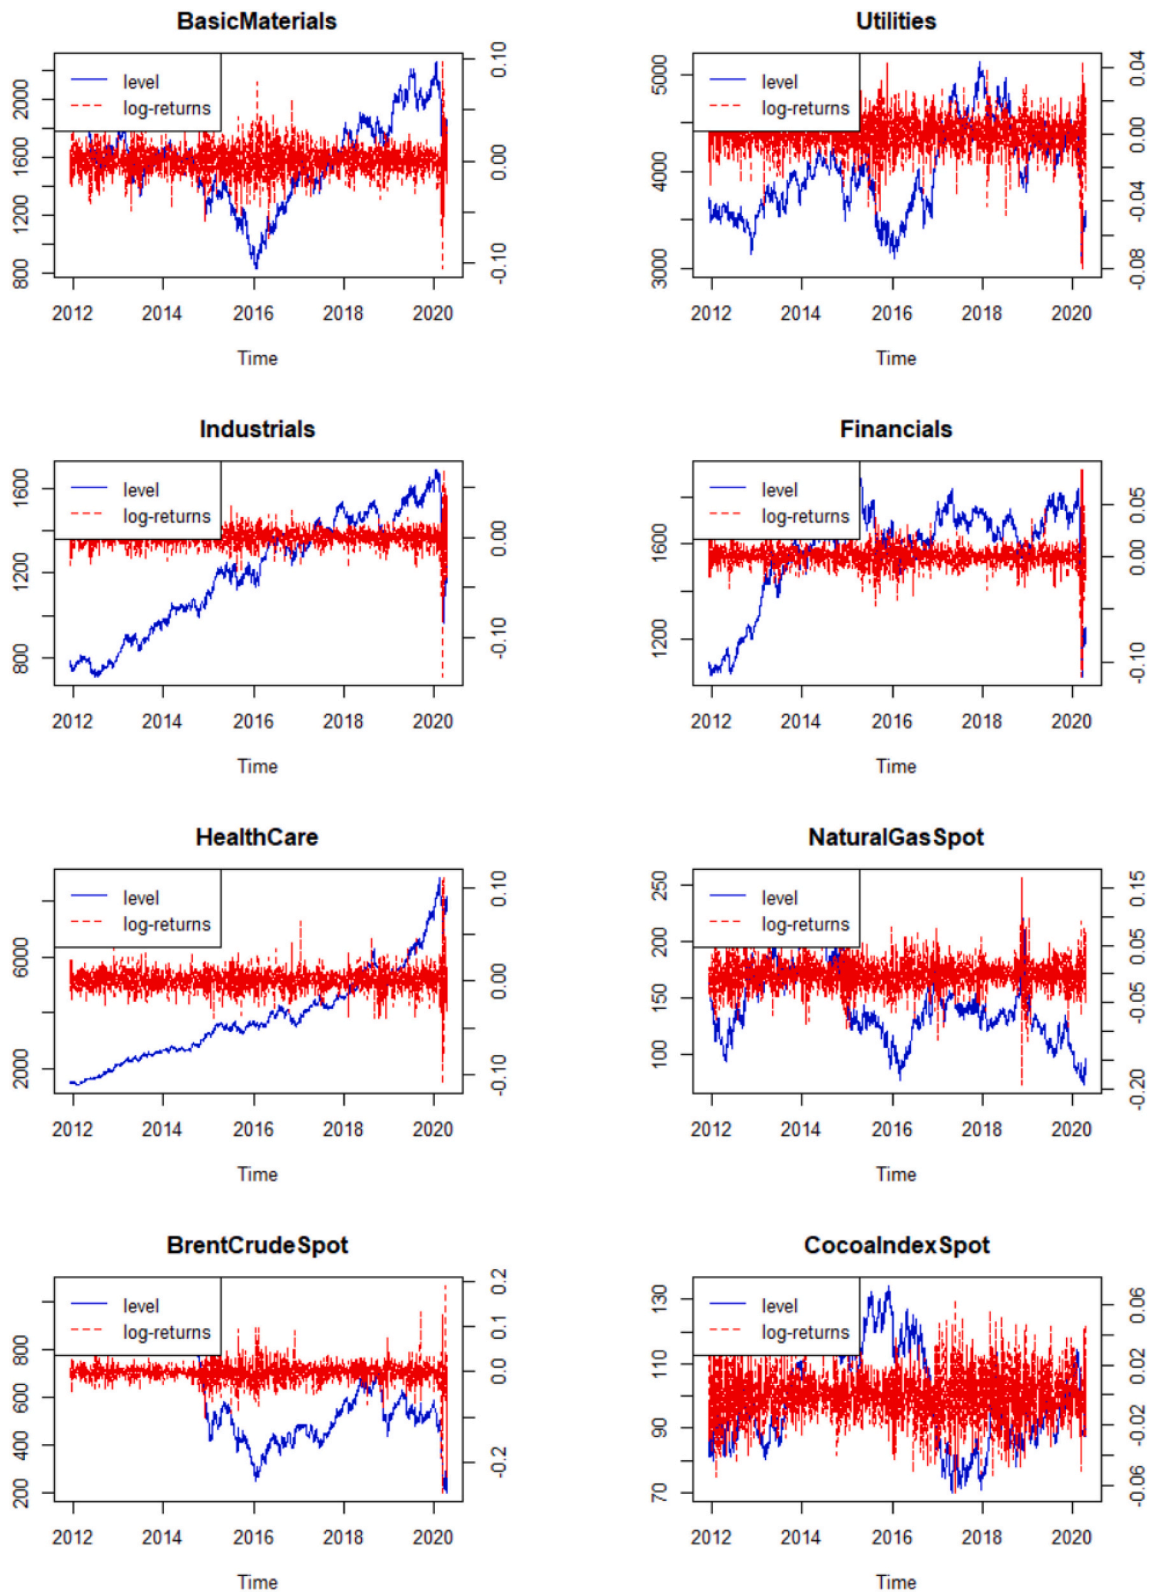 BasicMaterials
level
log-returns
800 1200 1600 2000
-0.10 0.00 0.10
2012 2014 2016 2018 2020
Time
Utilities
level
log-returns
3000 4000 5000
-0.08 -0.04 0.00 0.04
2012 2014 2016 2018 2020
Time
Industrials
level
log-returns
800 1200 1600
-0.10 0.00
2012 2014 2016 2018 2020
Time
Financials
level
log-returns
1200 1600
-0.10 0.00 0.05
2012 2014 2016 2018 2020
Time
HealthCare
level
log-returns
2000 6000
-0.10 0.00 0.10
2012 2014 2016 2018 2020
Time
NaturalGasSpot
level
log-returns
100 150 200 250
-0.20 -0.05 0.05 0.15
2012 2014 2016 2018 2020
Time
BrentCrudeSpot
level
log-returns
200 400 600 800
-0.2 0.0 0.1 0.2
2012 2014 2016 2018 2020
Time
CocoaIndexSpot
level
log-returns
70 90 110 130
-0.06 -0.02 0.02 0.06
2012 2014 2016 2018 2020
Time